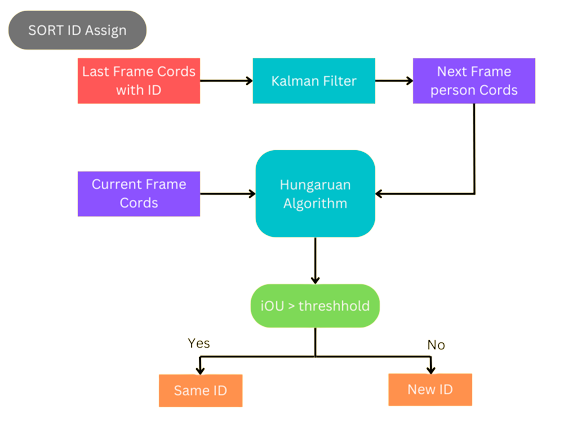 SORT ID Assign
Last Frame Cords
with ID
Kalman Filter
Next Frame
person Cords
Current Frame
Cords
Hungaruan
Algorithm
iOU > threshhold
Yes
No
Same ID
New ID